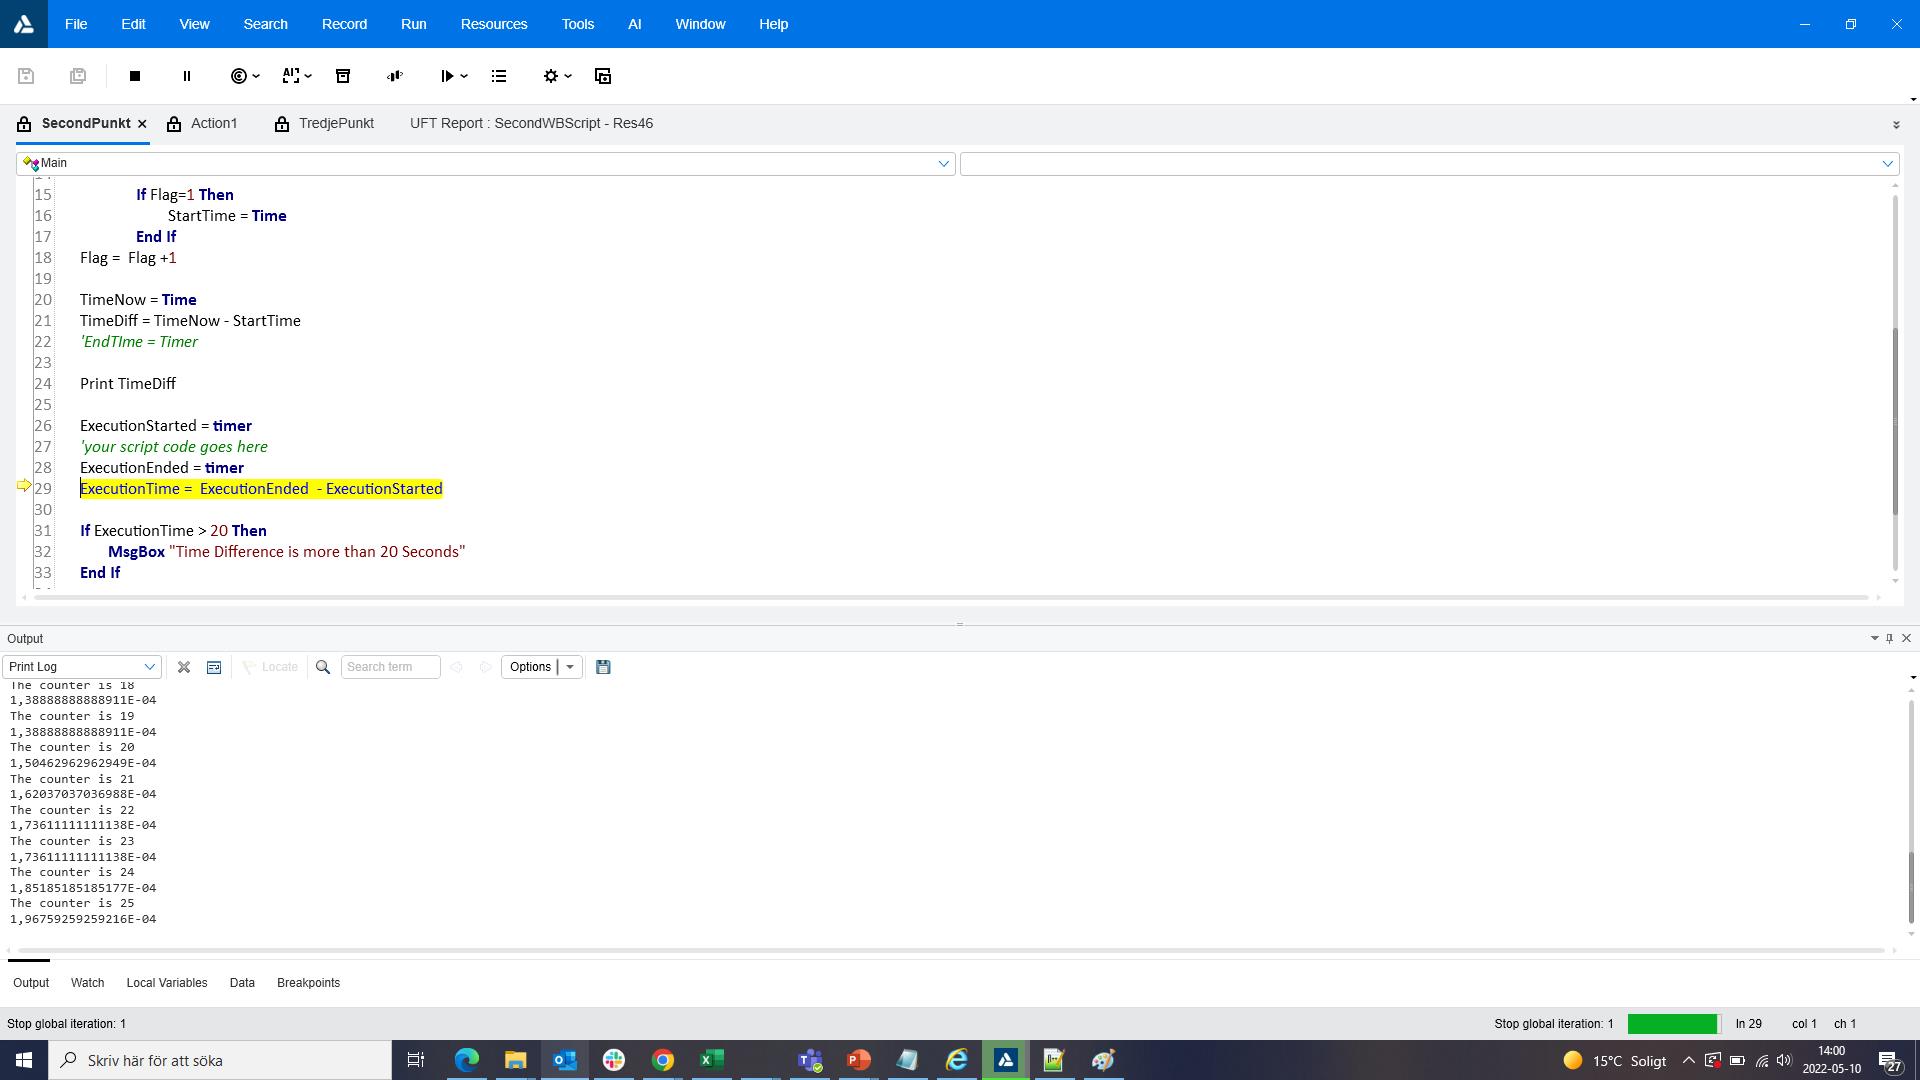 File Edit View Search Record Run Resources Tools AI Window Help
AI
SecondPunkt Action1 TredjePunkt UFT Report : SecondWBScript - Res46
Main
15 If Flag=1 Then
16 StartTime = Time
17 End If
18 Flag = Flag +1
19
20 TimeNow = Time
21 TimeDiff = TimeNow - StartTime
22 'EndTIme = Timer
23
24 Print TimeDiff
25
26 ExecutionStarted = timer
27 'your script code goes here
28 ExecutionEnded = timer
29 ExecutionTime = ExecutionEnded - ExecutionStarted
30
31 If ExecutionTime > 20 Then
32 MsgBox "Time Difference is more than 20 Seconds"
33 End If
Output
Print Log Locate Search term Options
The counter is 18
1,38888888888911E-04
The counter is 19
1,38888888888911E-04
The counter is 20
1,50462962962949E-04
The counter is 21
1,62037037036988E-04
The counter is 22
1,73611111111138E-04
The counter is 23
1,73611111111138E-04
The counter is 24
1,85185185185177E-04
The counter is 25
1,96759259259216E-04
Output Watch Local Variables Data Breakpoints
Stop global iteration: 1 Stop global iteration: 1 ln 29 col 1 ch 1
Skriv här för att söka 15°C Soligt 14:00
2022-05-10 27